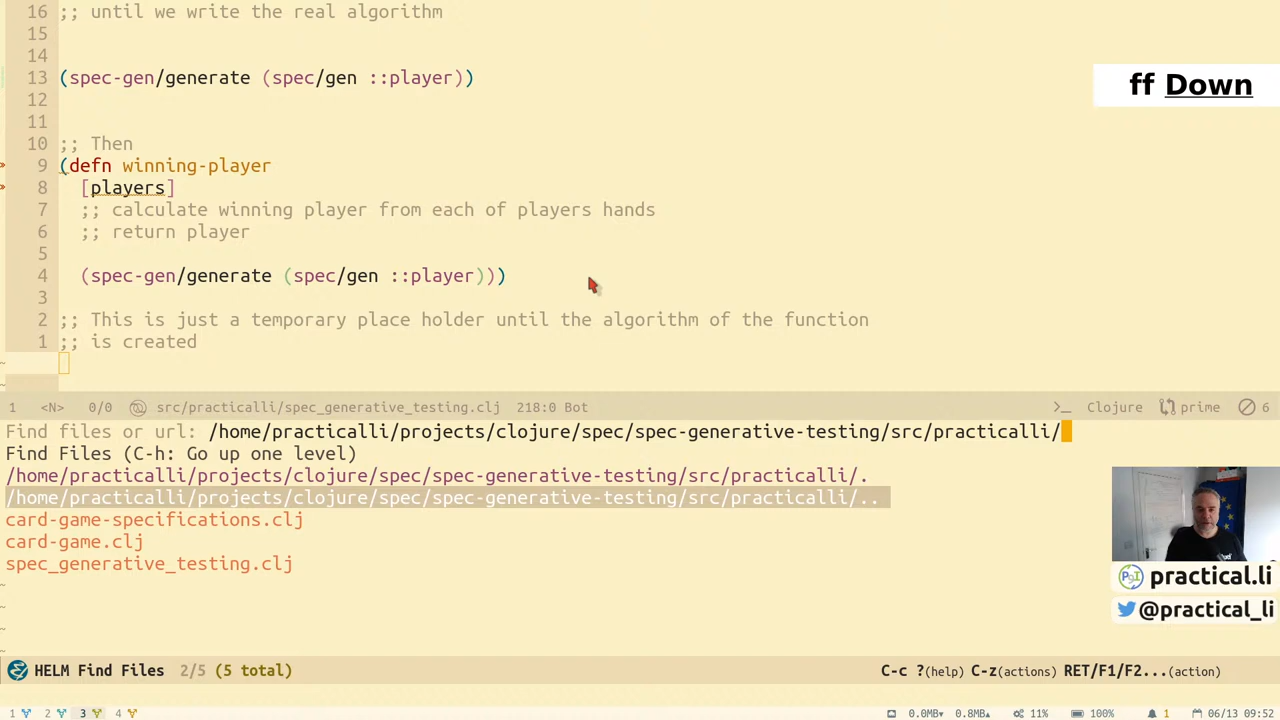 16 ;; until we write the real algorithm
15
14
13 (spec-gen/generate (spec/gen ::player))
ff Down
12
11
10 ;; Then
9 (defn winning-player
8 [players]
7 ;; calculate winning player from each of players hands
6 ;; return player
5
4 (spec-gen/generate (spec/gen ::player)))
3
2 ;; This is just a temporary place holder until the algorithm of the function
1 ;; is created
~
~
1 <N> 0/0 src/practicalli/spec_generative_testing.clj 218:0 Bot >_ Clojure prime 6
Find files or url: /home/practicalli/projects/clojure/spec/spec-generative-testing/src/practicalli/
Find Files (C-h: Go up one level)
/home/practicalli/projects/clojure/spec/spec-generative-testing/src/practicalli/.
/home/practicalli/projects/clojure/spec/spec-generative-testing/src/practicalli/..
card-game-specifications.clj
card-game.clj
spec_generative_testing.clj
~
~
~
~
practical.li
@practical_li
HELM Find Files 2/5 (5 total) C-c ?(help) C-z(actions) RET/F1/F2...(action)
1 2 3 4 0.0MB▾ 0.8MB▴ 11% 100% 1 06/13 09:52